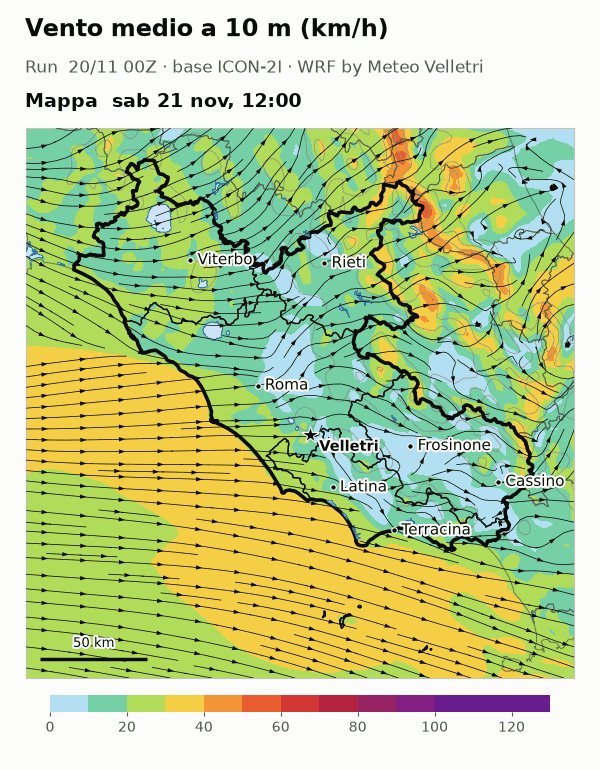 Vento medio a 10 m (km/h)
Run  20/11 00Z · base ICON-2I · WRF by Meteo Velletri
Mappa  sab 21 nov, 12:00
Viterbo
Rieti
Roma
Velletri
Frosinone
Latina
Cassino
Terracina
50 km
0 20 40 60 80 100 120